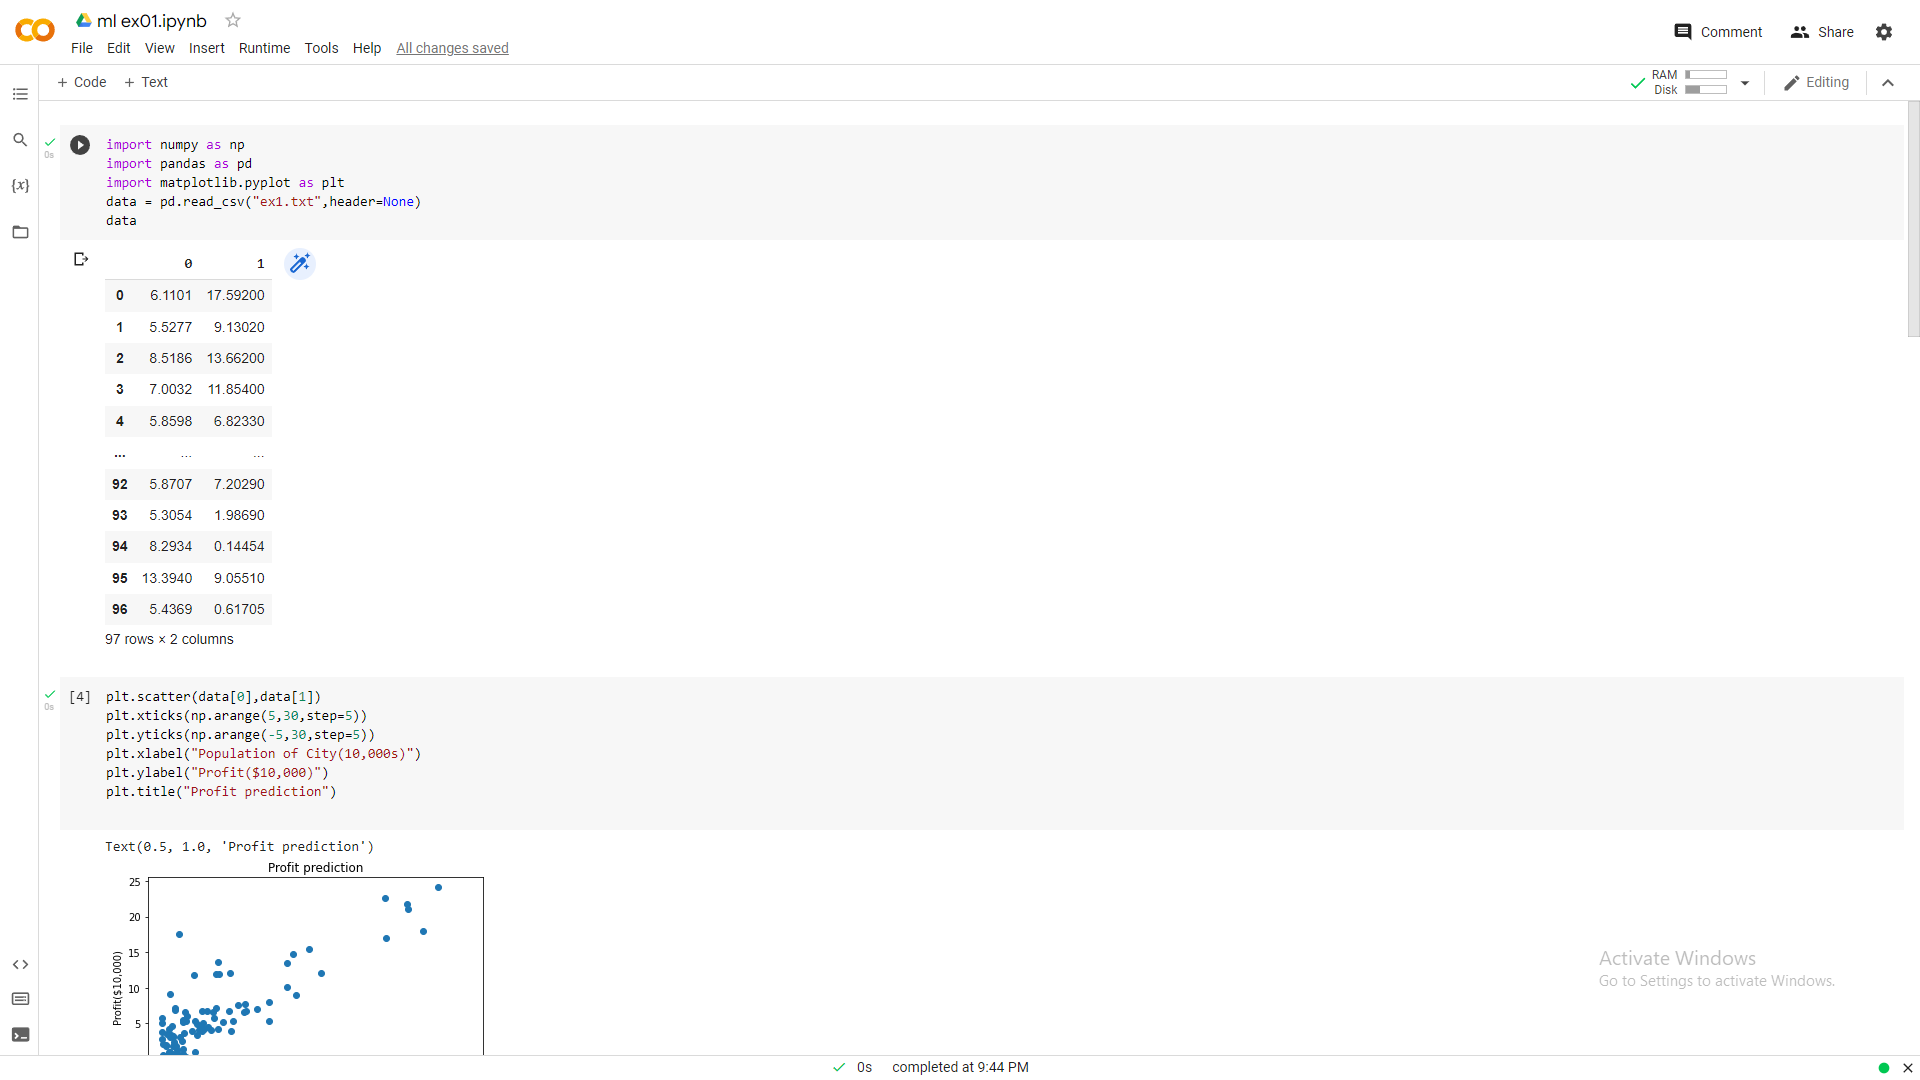 ml ex01.ipynb
File Edit View Insert Runtime Tools Help All changes saved
Comment Share
+ Code + Text
RAM
Disk
Editing
0s
import numpy as np
import pandas as pd
import matplotlib.pyplot as plt
data = pd.read_csv("ex1.txt",header=None)
data
0 1
0 6.1101 17.59200
1 5.5277 9.13020
2 8.5186 13.66200
3 7.0032 11.85400
4 5.8598 6.82330
... ... ...
92 5.8707 7.20290
93 5.3054 1.98690
94 8.2934 0.14454
95 13.3940 9.05510
96 5.4369 0.61705
97 rows × 2 columns
0s
[4] plt.scatter(data[0],data[1])
plt.xticks(np.arange(5,30,step=5))
plt.yticks(np.arange(-5,30,step=5))
plt.xlabel("Population of City(10,000s)")
plt.ylabel("Profit($10,000)")
plt.title("Profit prediction")
Text(0.5, 1.0, 'Profit prediction')
Profit prediction
25
20
15
10
5
Profit($10,000)
Activate Windows
Go to Settings to activate Windows.
0s completed at 9:44 PM